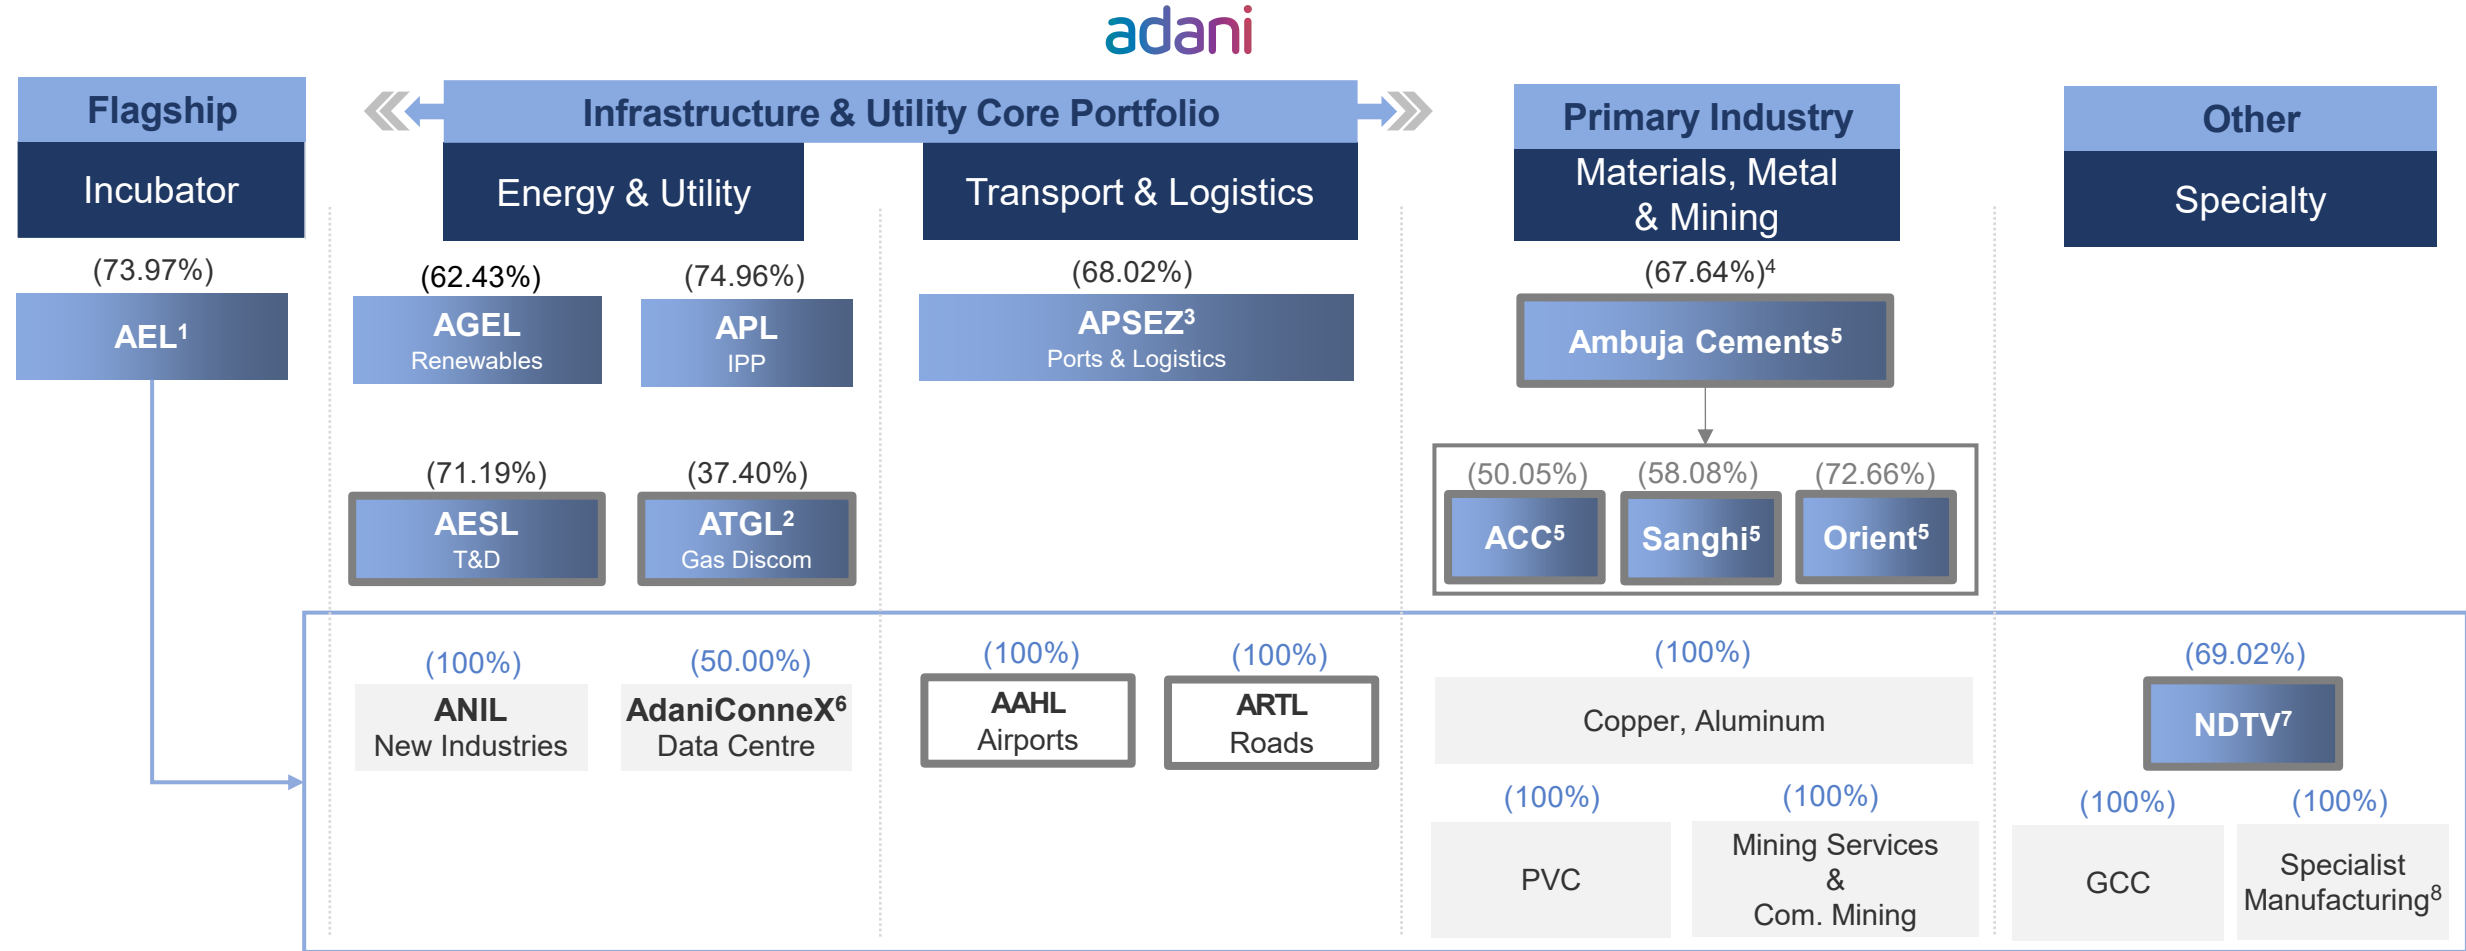 adani
Flagship
Incubator
(73.97%)
AEL1
Infrastructure & Utility Core Portfolio
Energy & Utility
(62.43%)
AGEL
Renewables
(74.96%)
APL
IPP
(71.19%)
AESL
T&D
(37.40%)
ATGL2
Gas Discom
Transport & Logistics
(68.02%)
APSEZ3
Ports & Logistics
Primary Industry
Materials, Metal
& Mining
(67.64%)4
Ambuja Cements5
(50.05%)
ACC5
(58.08%)
Sanghi5
(72.66%)
Orient5
Other
Specialty
(100%)
ANIL
New Industries
(50.00%)
AdaniConneX6
Data Centre
(100%)
AAHL
Airports
(100%)
ARTL
Roads
(100%)
Copper, Aluminum
(100%)
PVC
(100%)
Mining Services
&
Com. Mining
(69.02%)
NDTV7
(100%)
GCC
(100%)
Specialist
Manufacturing8